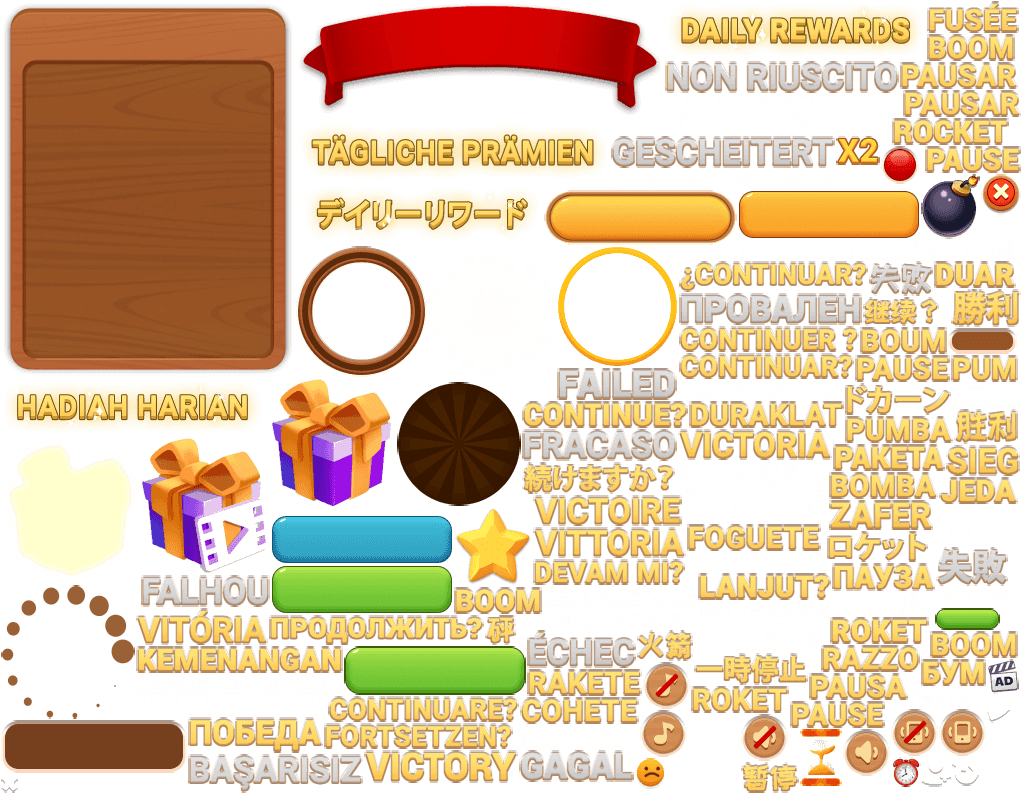 DAILY REWARDS
FUSÉE
BOOM
NON RIUSCITO
PAUSAR
PAUSAR
ROCKET
TÄGLICHE PRÄMIEN
GESCHEITERT
X2
PAUSE
デイリーリワード
¿CONTINUAR?
失败
DUAR
ПРОВАЛЕН
继续？
勝利
CONTINUER ?
BOUM
CONTINUAR?
PAUSE
PUM
FAILED
HADIAH HARIAN
CONTINUE?
DURAKLAT
ドカーン
PUMBA
胜利
FRACASO
VICTORIA
PAKETA
SIEG
続けますか？
BOMBA
JEDA
VICTOIRE
ZAFER
VITTORIA
FOGUETE
ロケット
DEVAM MI?
ПАУЗА
失敗
LANJUT?
FALHOU
BOOM
VITÓRIA
ПРОДОЛЖИТЬ?
砰
ROKET
BOOM
KEMENANGAN
ÉCHEC
火箭
RAZZO
БУМ
一時停止
RAKETE
PAUSA
AD
ROKET
CONTINUARE?
COHETE
PAUSE
ПОБЕДА
FORTSETZEN?
BAŞARISIZ
VICTORY
GAGAL
暂停